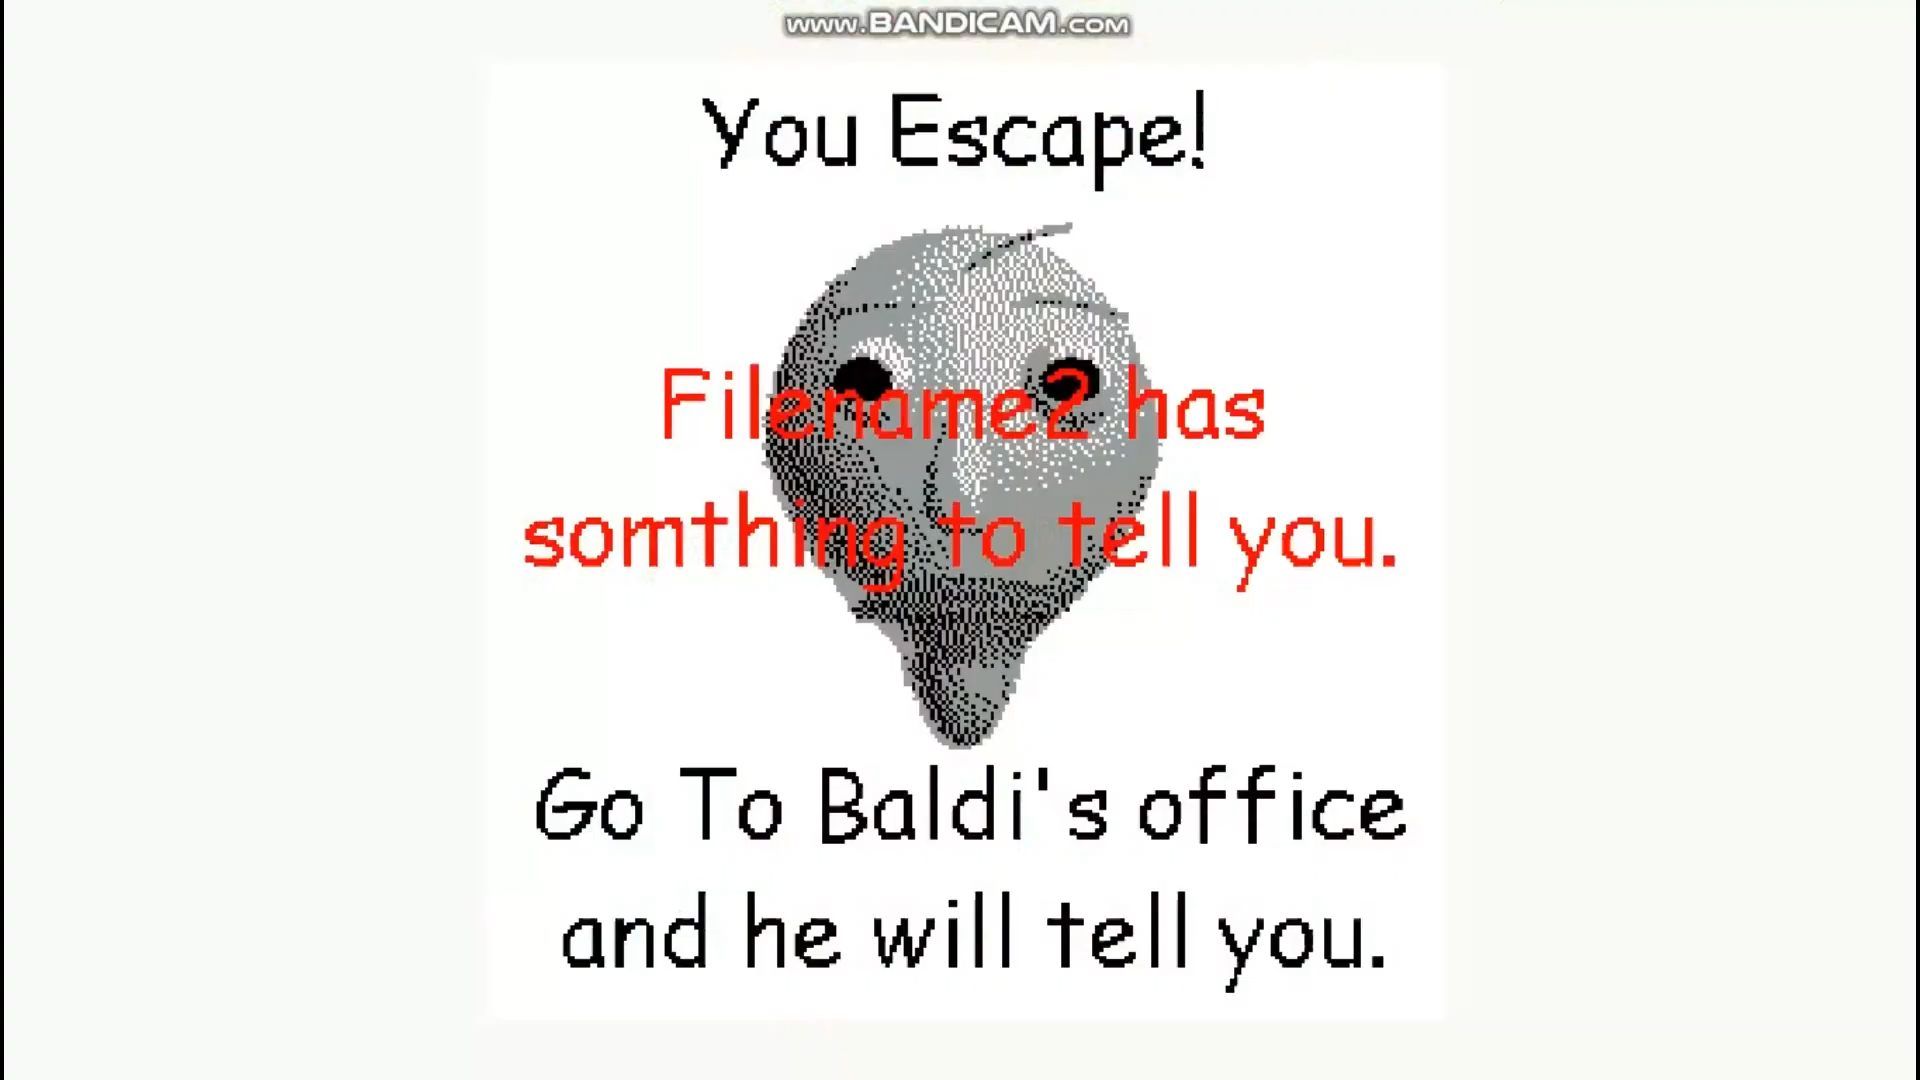 www.BANDICAM.com
You Escape!
Filename2 has
somthing to tell you.
Go To Baldi's office
and he will tell you.